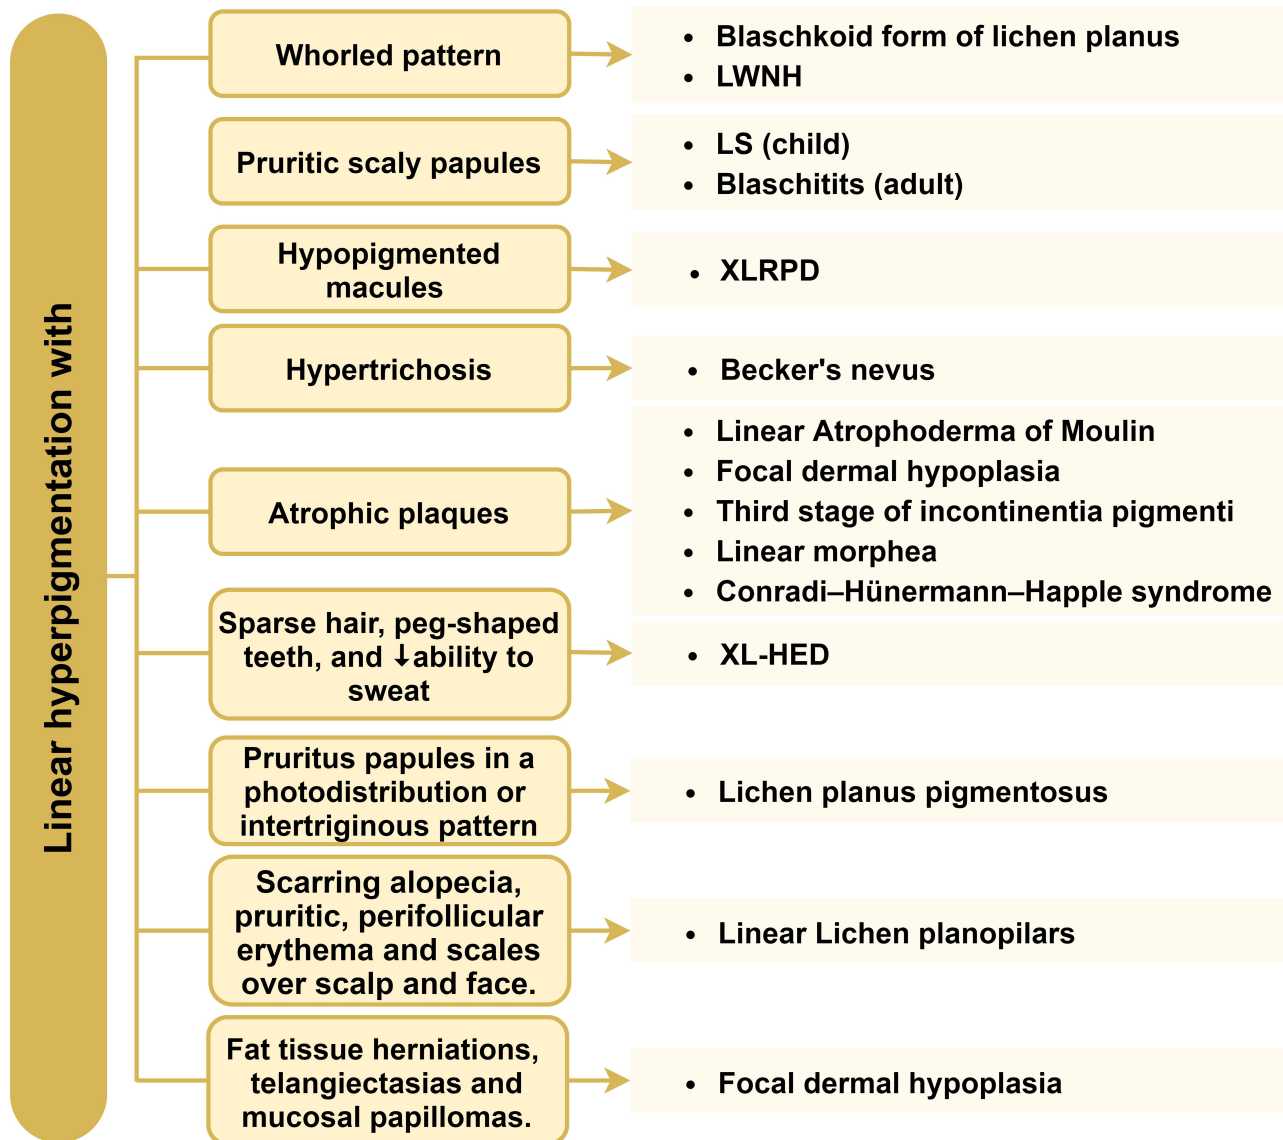 Linear hyperpigmentation with
Whorled pattern
• Blaschkoid form of lichen planus
• LWNH
Pruritic scaly papules
• LS (child)
• Blaschitits (adult)
Hypopigmented
macules
• XLRPD
Hypertrichosis
• Becker's nevus
Atrophic plaques
• Linear Atrophoderma of Moulin
• Focal dermal hypoplasia
• Third stage of incontinentia pigmenti
• Linear morphea
• Conradi–Hünermann–Happle syndrome
Sparse hair, peg-shaped
teeth, and ↓ability to
sweat
• XL-HED
Pruritus papules in a
photodistribution or
intertriginous pattern
• Lichen planus pigmentosus
Scarring alopecia,
pruritic, perifollicular
erythema and scales
over scalp and face.
• Linear Lichen planopilars
Fat tissue herniations,
telangiectasias and
mucosal papillomas.
• Focal dermal hypoplasia